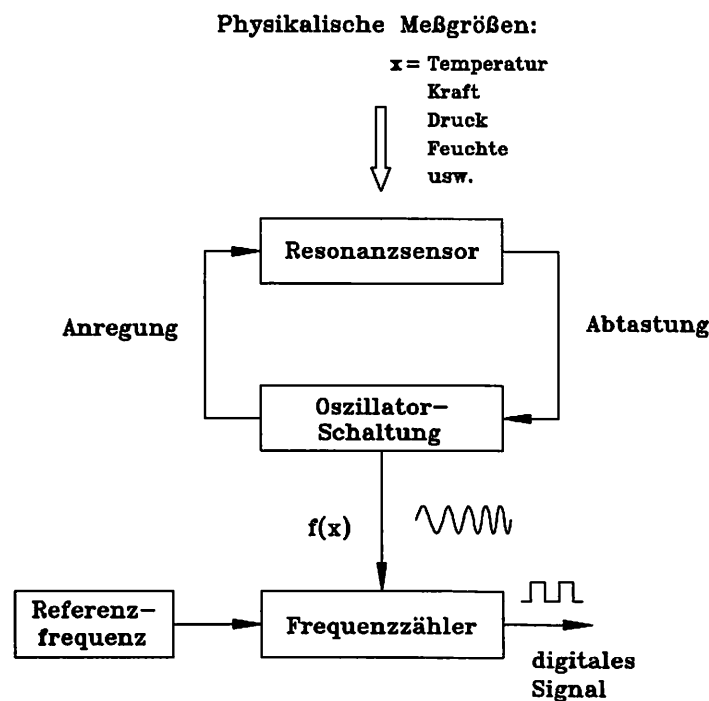 Physikalische Meßgrößen:
x = Temperatur
Kraft
Druck
Feuchte
usw.
Resonanzsensor
Anregung
Abtastung
Oszillator-
Schaltung
f(x)
Referenz-
frequenz
Frequenzzähler
digitales
Signal